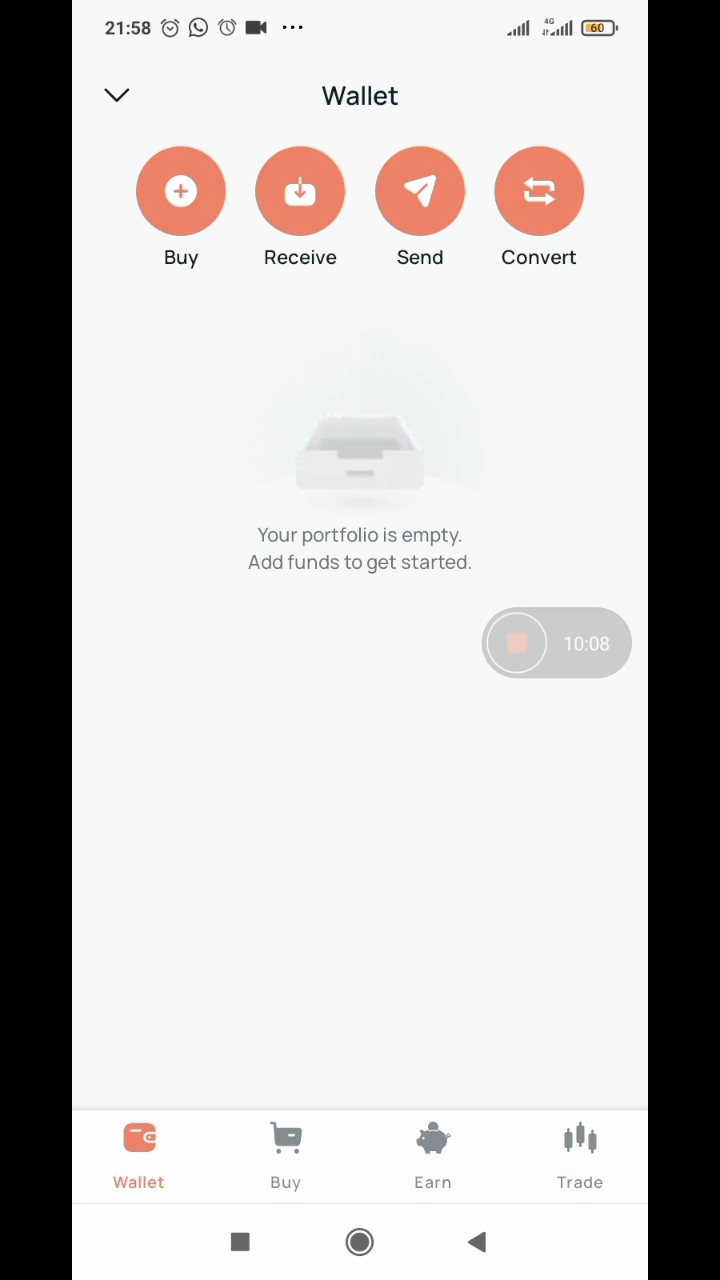 21:58
4G
60
Wallet
Buy
Receive
Send
Convert
Your portfolio is empty.
Add funds to get started.
10:08
Wallet
Buy
Earn
Trade